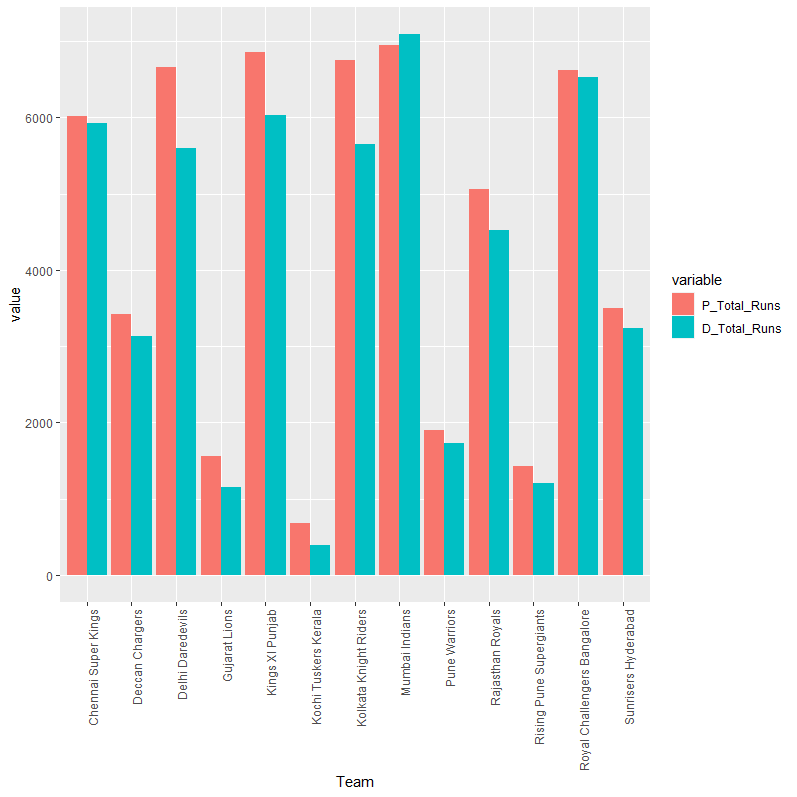 6000
4000
2000
0
value
Chennai Super Kings
Deccan Chargers
Delhi Daredevils
Gujarat Lions
Kings XI Punjab
Kochi Tuskers Kerala
Kolkata Knight Riders
Mumbai Indians
Pune Warriors
Rajasthan Royals
Rising Pune Supergiants
Royal Challengers Bangalore
Sunrisers Hyderabad
Team
variable
P_Total_Runs
D_Total_Runs